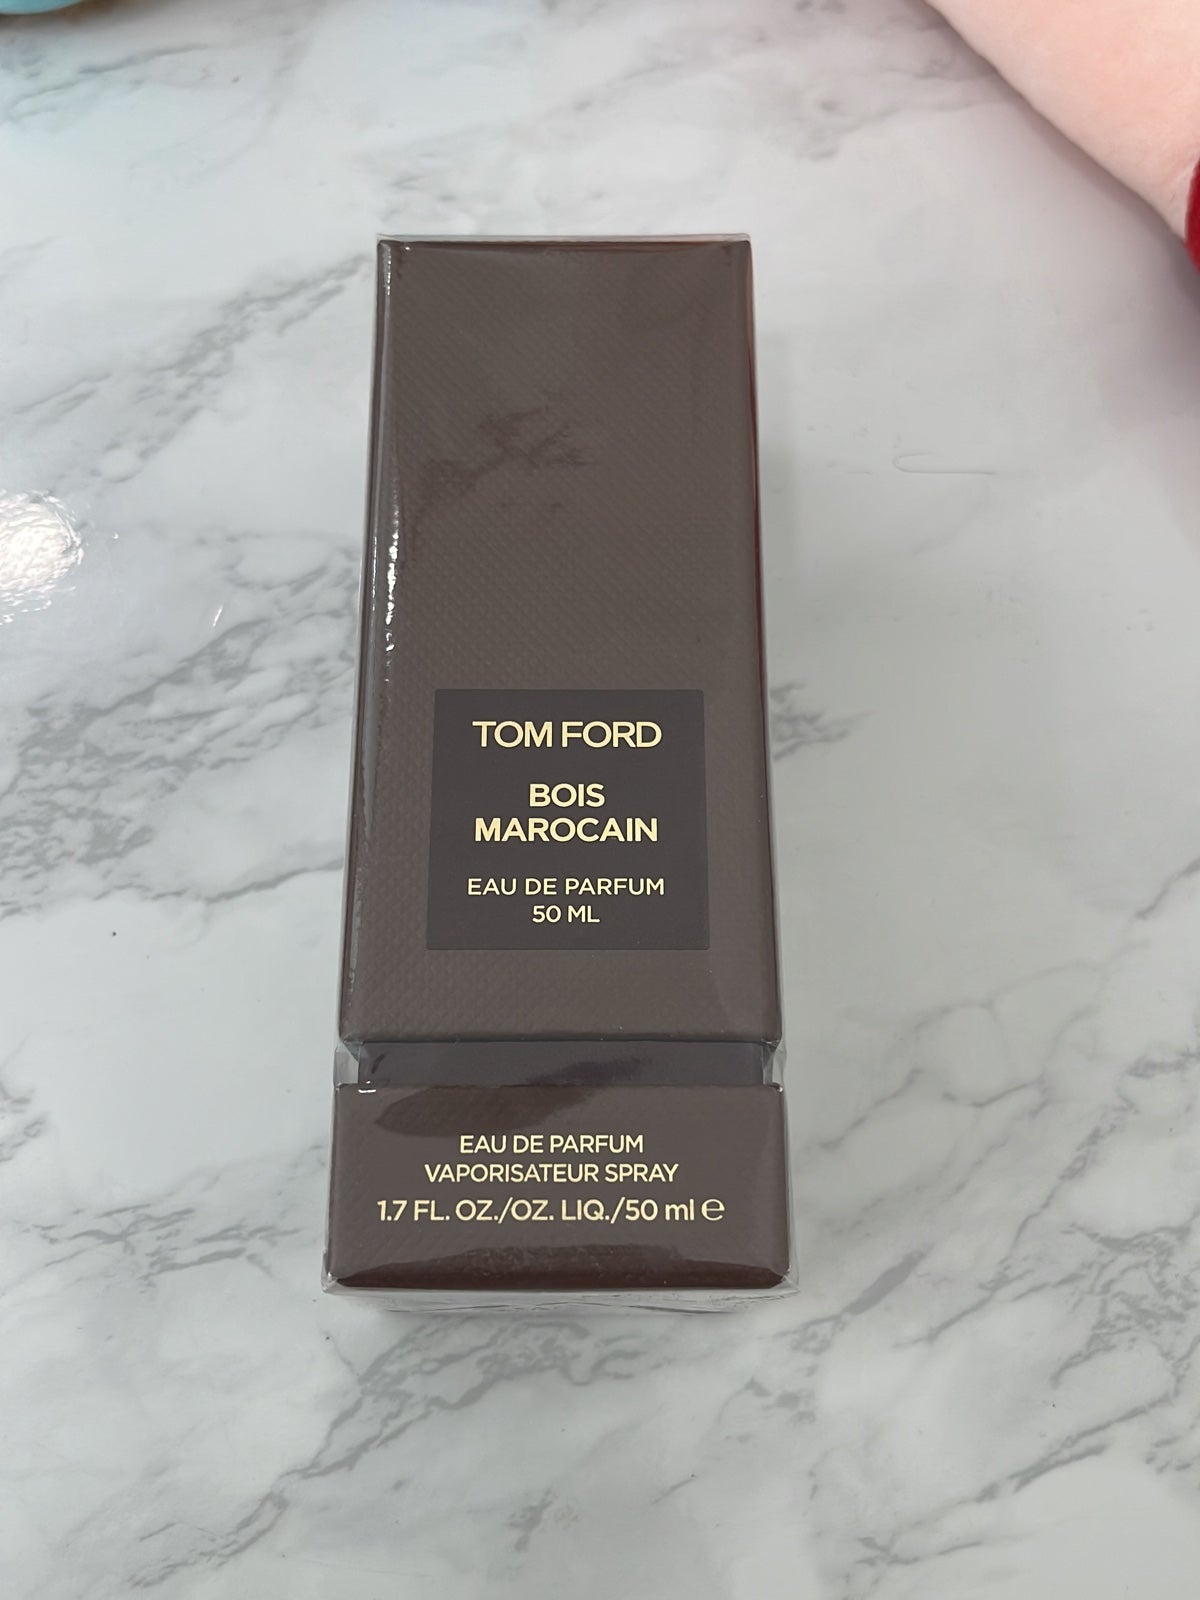 TOM FORD
BOIS
MAROCAIN
EAU DE PARFUM
50 ML
EAU DE PARFUM
VAPORISATEUR SPRAY
1.7 FL. OZ./OZ. LIQ./50 ml ℮